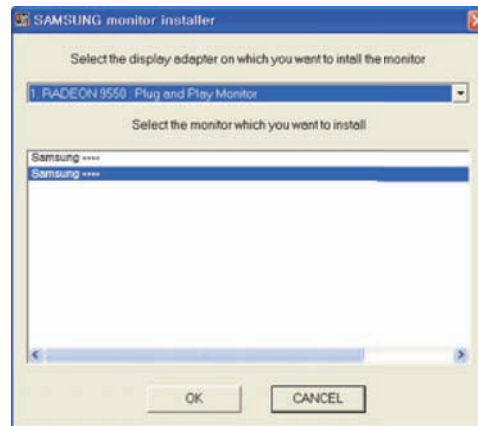 SAMSUNG monitor installer
Select the display adapter on which you want to intall the monitor
1. RADEON 9550 : Plug and Play Monitor
Select the monitor which you want to install
Samsung ****
Samsung ****
OK
CANCEL